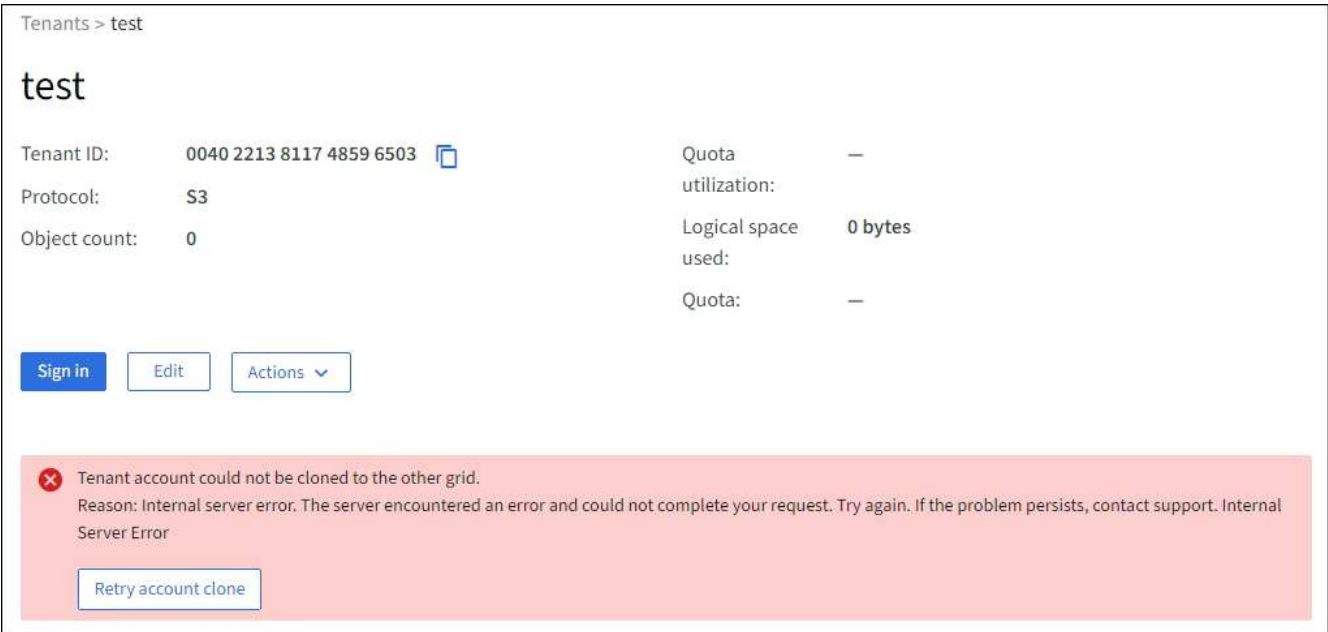 Tenants > test
test
Tenant ID: 0040 2213 8117 4859 6503
Protocol: S3
Object count: 0
Quota utilization: —
Logical space used: 0 bytes
Quota: —
Sign in Edit Actions
Tenant account could not be cloned to the other grid.
Reason: Internal server error. The server encountered an error and could not complete your request. Try again. If the problem persists, contact support. Internal
Server Error
Retry account clone